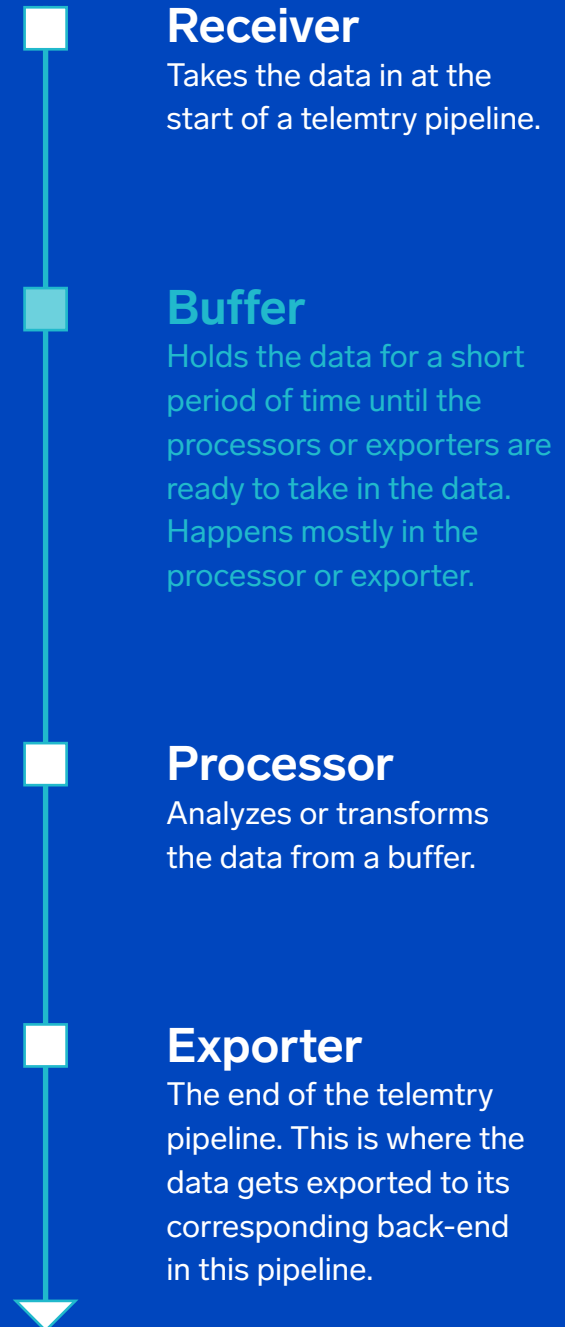 Receiver
Takes the data in at the
start of a telemtry pipeline.
Buffer
Holds the data for a short
period of time until the
processors or exporters are
ready to take in the data.
Happens mostly in the
processor or exporter.
Processor
Analyzes or transforms
the data from a buffer.
Exporter
The end of the telemtry
pipeline. This is where the
data gets exported to its
corresponding back-end
in this pipeline.